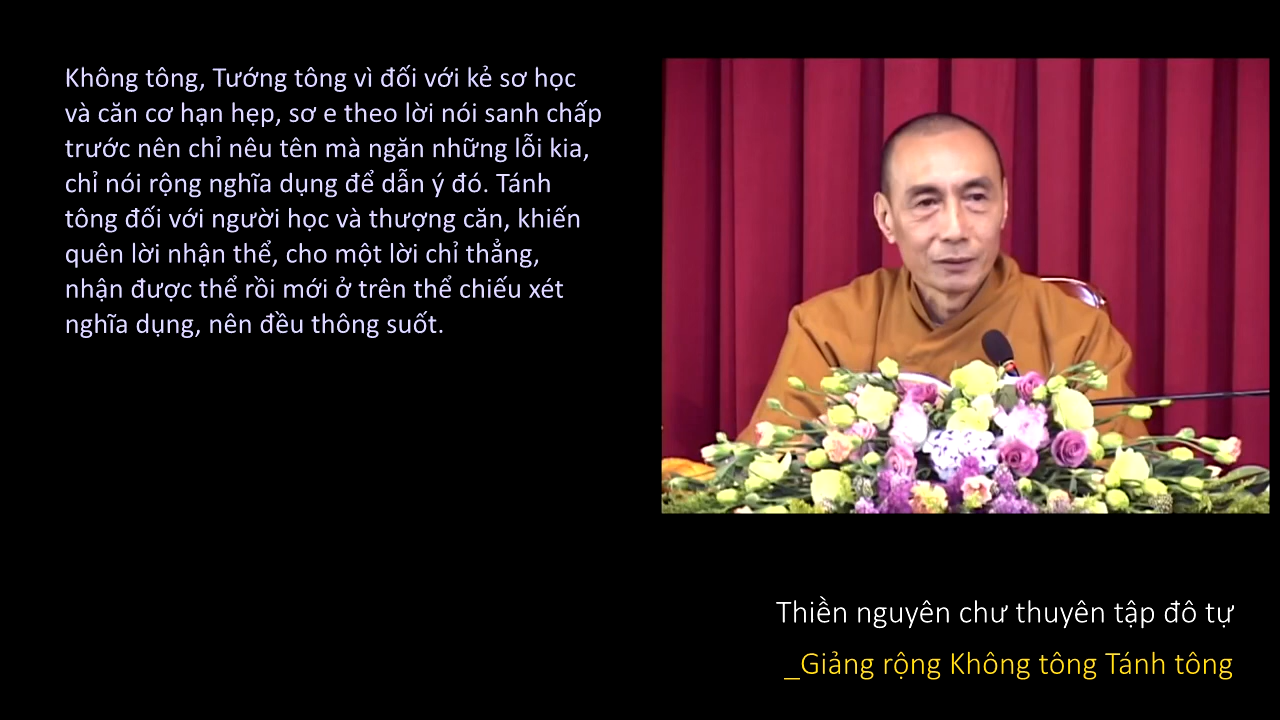 Không tông, Tướng tông vì đối với kẻ sơ học
và căn cơ hạn hẹp, sơ e theo lời nói sanh chấp
trước nên chỉ nêu tên mà ngăn những lỗi kia,
chỉ nói rộng nghĩa dụng để dẫn ý đó. Tánh
tông đối với người học và thượng căn, khiến
quên lời nhận thể, cho một lời chỉ thẳng,
nhận được thể rồi mới ở trên thể chiếu xét
nghĩa dụng, nên đều thông suốt.
Thiền nguyên chư thuyên tập đô tự
_Giảng rộng Không tông Tánh tông